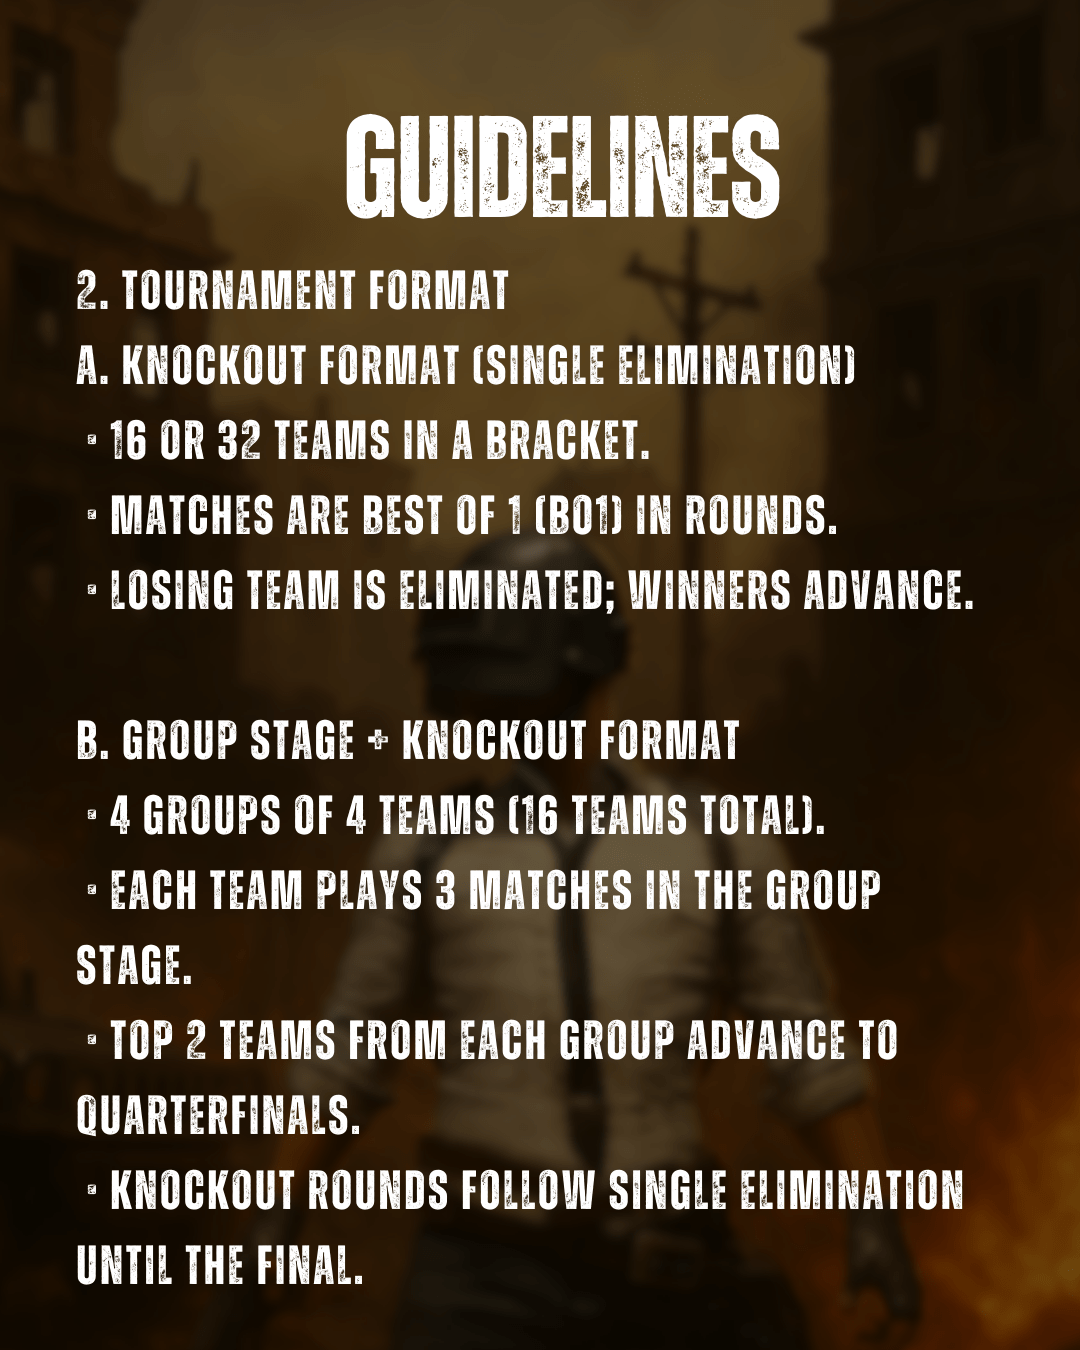 GUIDELINES
2. TOURNAMENT FORMAT
A. KNOCKOUT FORMAT (SINGLE ELIMINATION)
· 16 OR 32 TEAMS IN A BRACKET.
· MATCHES ARE BEST OF 1 (BO1) IN ROUNDS.
· LOSING TEAM IS ELIMINATED; WINNERS ADVANCE.
B. GROUP STAGE + KNOCKOUT FORMAT
· 4 GROUPS OF 4 TEAMS (16 TEAMS TOTAL).
· EACH TEAM PLAYS 3 MATCHES IN THE GROUP
STAGE.
· TOP 2 TEAMS FROM EACH GROUP ADVANCE TO
QUARTERFINALS.
· KNOCKOUT ROUNDS FOLLOW SINGLE ELIMINATION
UNTIL THE FINAL.